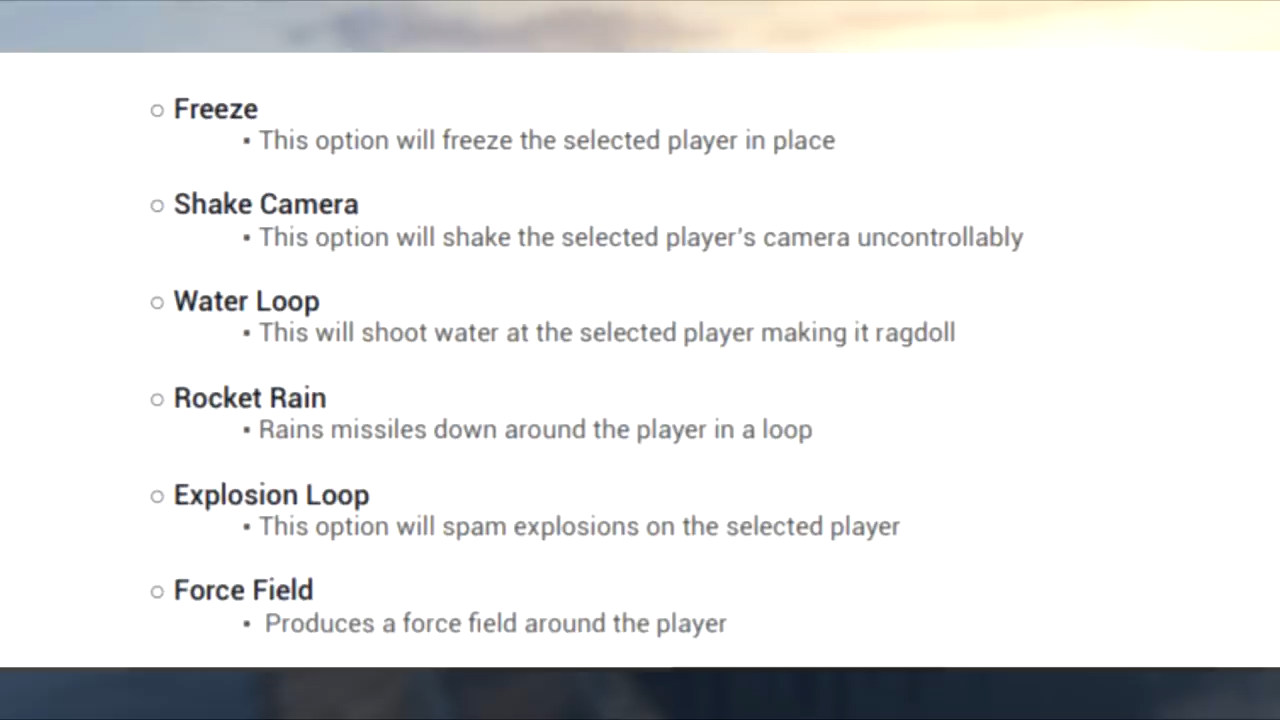 ○ Freeze
▪ This option will freeze the selected player in place
○ Shake Camera
▪ This option will shake the selected player's camera uncontrollably
○ Water Loop
▪ This will shoot water at the selected player making it ragdoll
○ Rocket Rain
▪ Rains missiles down around the player in a loop
○ Explosion Loop
▪ This option will spam explosions on the selected player
○ Force Field
▪ Produces a force field around the player